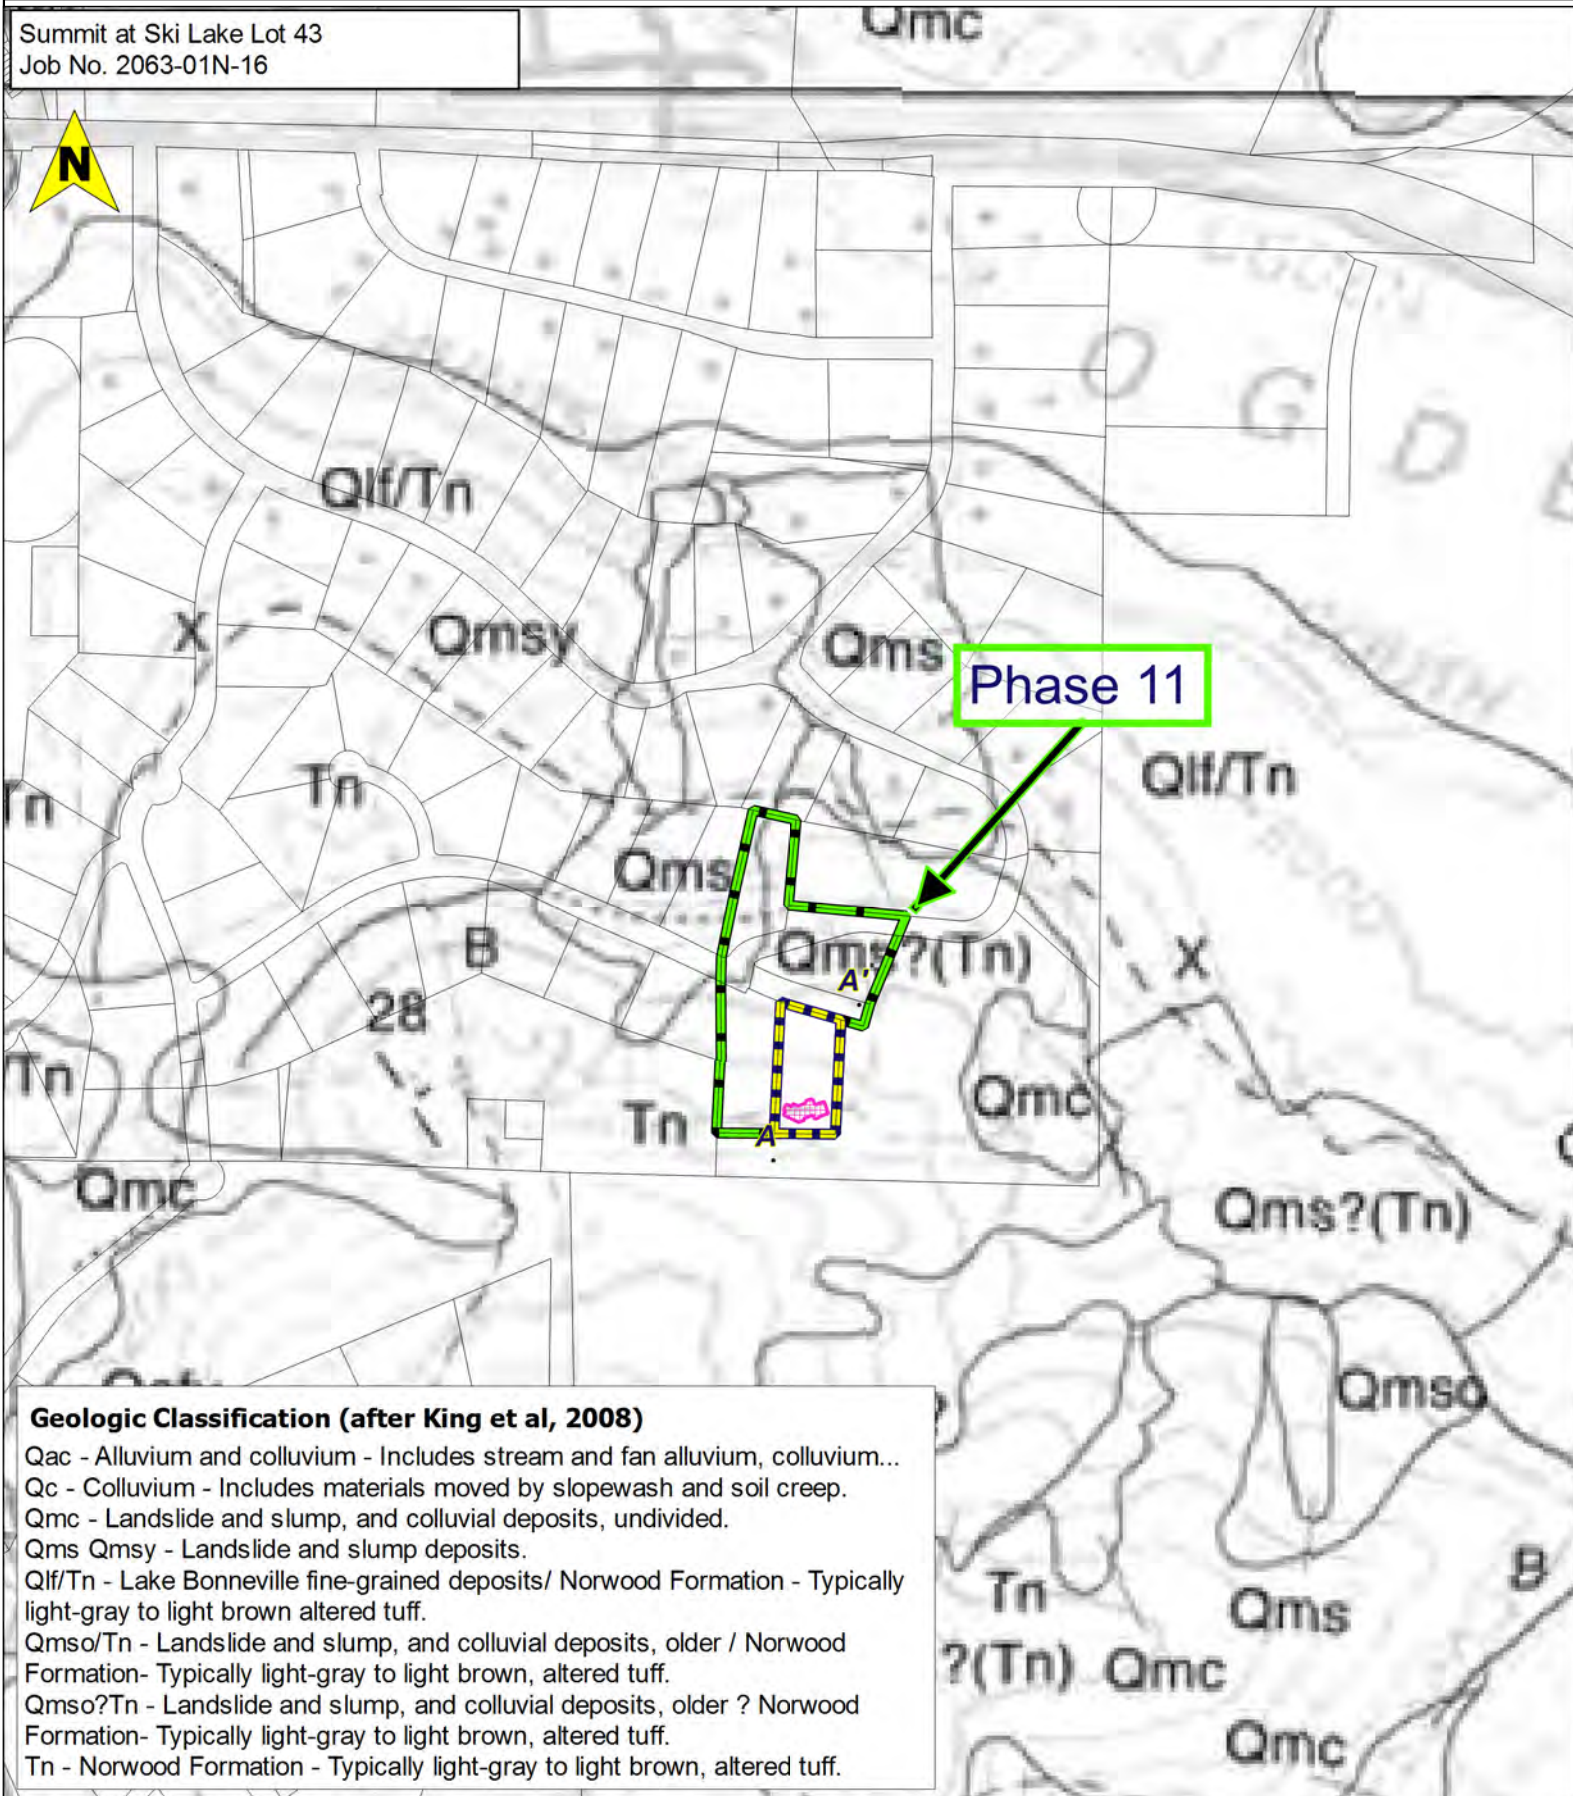 Qmc
Summit at Ski Lake Lot 43
Job No. 2063-01N-16
N
O G D
Qlf/Tn
X
Qmsy
Qms
Phase 11
Qlf/Tn
Tn
Tn
Qms
B
Qms?(Tn)
X
A'
28
Tn
Qmc
Tn
A
Qmc
Qms?(Tn)
Qmso
Geologic Classification (after King et al, 2008)
Qac - Alluvium and colluvium - Includes stream and fan alluvium, colluvium...
Qc - Colluvium - Includes materials moved by slopewash and soil creep.
Qmc - Landslide and slump, and colluvial deposits, undivided.
Qms Qmsy - Landslide and slump deposits.
Qlf/Tn - Lake Bonneville fine-grained deposits/ Norwood Formation - Typically
light-gray to light brown altered tuff.
Qmso/Tn - Landslide and slump, and colluvial deposits, older / Norwood
Formation- Typically light-gray to light brown, altered tuff.
Qmso?Tn - Landslide and slump, and colluvial deposits, older ? Norwood
Formation- Typically light-gray to light brown, altered tuff.
Tn - Norwood Formation - Typically light-gray to light brown, altered tuff.
B
Tn
Qms
?(Tn) Qmc
Qmc